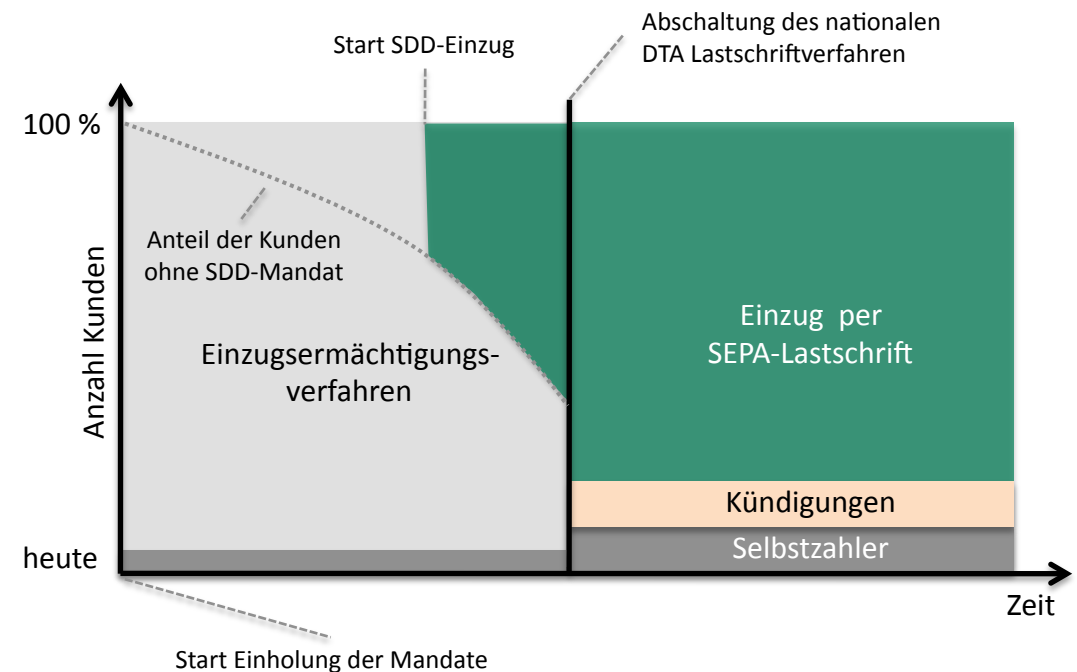 Abschaltung des nationalen
DTA Lastschriftverfahren
Start SDD-Einzug
100 %
Anteil der Kunden
ohne SDD-Mandat
Anzahl Kunden
Einzugsermächtigungs-
verfahren
Einzug per
SEPA-Lastschrift
Kündigungen
Selbstzahler
heute
Zeit
Start Einholung der Mandate